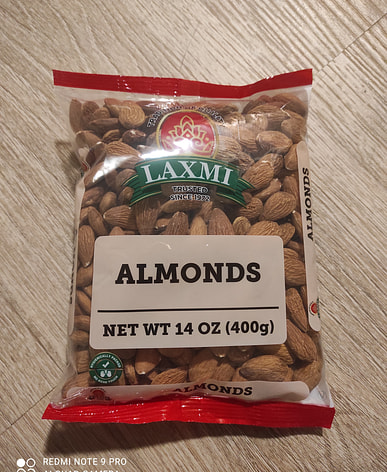 LAXMI
TRUSTED
SINCE 1972
ALMONDS
NET WT 14 OZ (400g)
ALMONDS
ALMONDS
REDMI NOTE 9 PRO